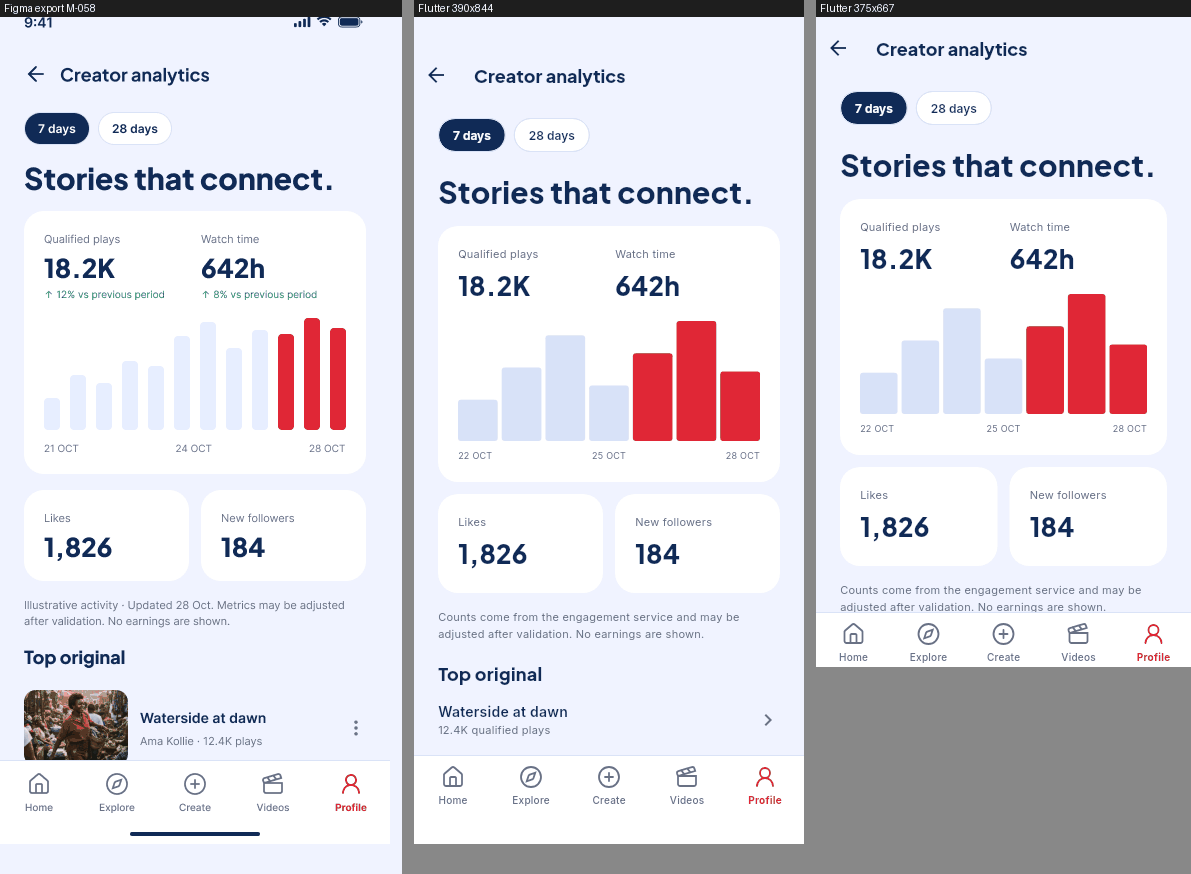 Figma export M-058
9:41
Creator analytics
7 days
28 days
Stories that connect.
Qualified plays
Watch time
18.2K
642h
↑ 12% vs previous period
↑ 8% vs previous period
21 OCT
24 OCT
28 OCT
Likes
New followers
1,826
184
Illustrative activity · Updated 28 Oct. Metrics may be adjusted
after validation. No earnings are shown.
Top original
Waterside at dawn
Ama Kollie · 12.4K plays
Home
Explore
Create
Videos
Profile
Flutter 390x844
Creator analytics
7 days
28 days
Stories that connect.
Qualified plays
Watch time
18.2K
642h
22 OCT
25 OCT
28 OCT
Likes
New followers
1,826
184
Counts come from the engagement service and may be
adjusted after validation. No earnings are shown.
Top original
Waterside at dawn
12.4K qualified plays
Home
Explore
Create
Videos
Profile
Flutter 375x667
Creator analytics
7 days
28 days
Stories that connect.
Qualified plays
Watch time
18.2K
642h
22 OCT
25 OCT
28 OCT
Likes
New followers
1,826
184
Counts come from the engagement service and may be
adjusted after validation. No earnings are shown.
Home
Explore
Create
Videos
Profile